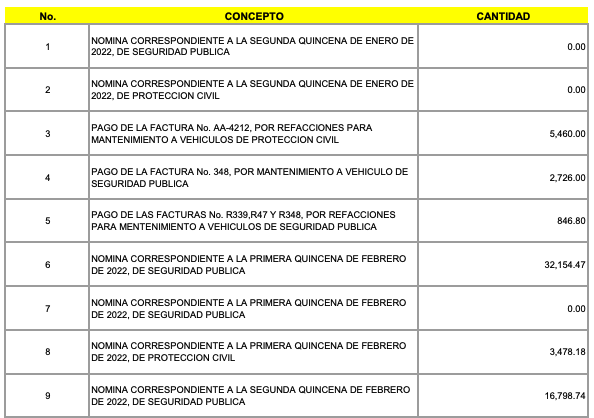 No. CONCEPTO CANTIDAD
1 NOMINA CORRESPONDIENTE A LA SEGUNDA QUINCENA DE ENERO DE
2022, DE SEGURIDAD PUBLICA 0.00
2 NOMINA CORRESPONDIENTE A LA SEGUNDA QUINCENA DE ENERO DE
2022, DE PROTECCION CIVIL 0.00
3 PAGO DE LA FACTURA No. AA-4212, POR REFACCIONES PARA
MANTENIMIENTO A VEHICULOS DE PROTECCION CIVIL 5,460.00
4 PAGO DE LA FACTURA No. 348, POR MANTENIMIENTO A VEHICULO DE
SEGURIDAD PUBLICA 2,726.00
5 PAGO DE LAS FACTURAS No. R339,R47 Y R348, POR REFACCIONES
PARA MENTENIMIENTO A VEHICULOS DE SEGURIDAD PUBLICA 846.80
6 NOMINA CORRESPONDIENTE A LA PRIMERA QUINCENA DE FEBRERO
DE 2022, DE SEGURIDAD PUBLICA 32,154.47
7 NOMINA CORRESPONDIENTE A LA PRIMERA QUINCENA DE FEBRERO
DE 2022, DE SEGURIDAD PUBLICA 0.00
8 NOMINA CORRESPONDIENTE A LA PRIMERA QUINCENA DE FEBRERO
DE 2022, DE PROTECCION CIVIL 3,478.18
9 NOMINA CORRESPONDIENTE A LA SEGUNDA QUINCENA DE FEBRERO
DE 2022, DE SEGURIDAD PUBLICA 16,798.74